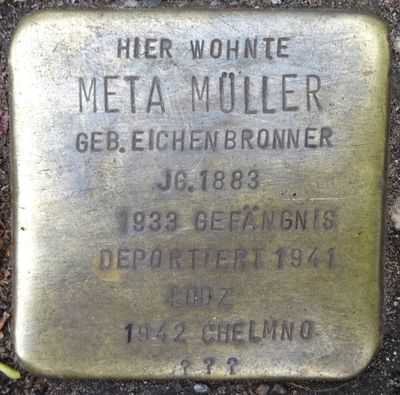 HIER WOHNTE
META MÜLLER
GEB. EICHENBRONNER
JG. 1883
1933 GEFÄNGNIS
DEPORTIERT 1941
LODZ
1942 CHELMNO
? ? ?